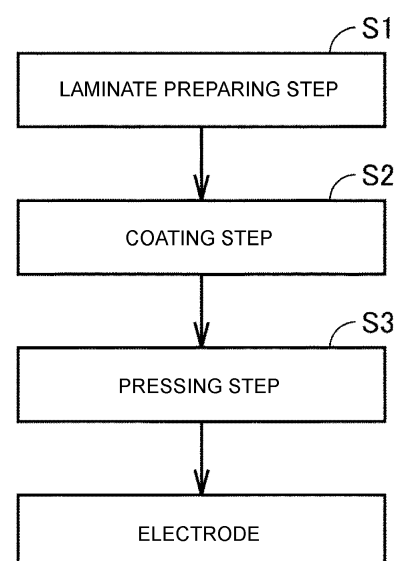 S1
LAMINATE PREPARING STEP
S2
COATING STEP
S3
PRESSING STEP
ELECTRODE